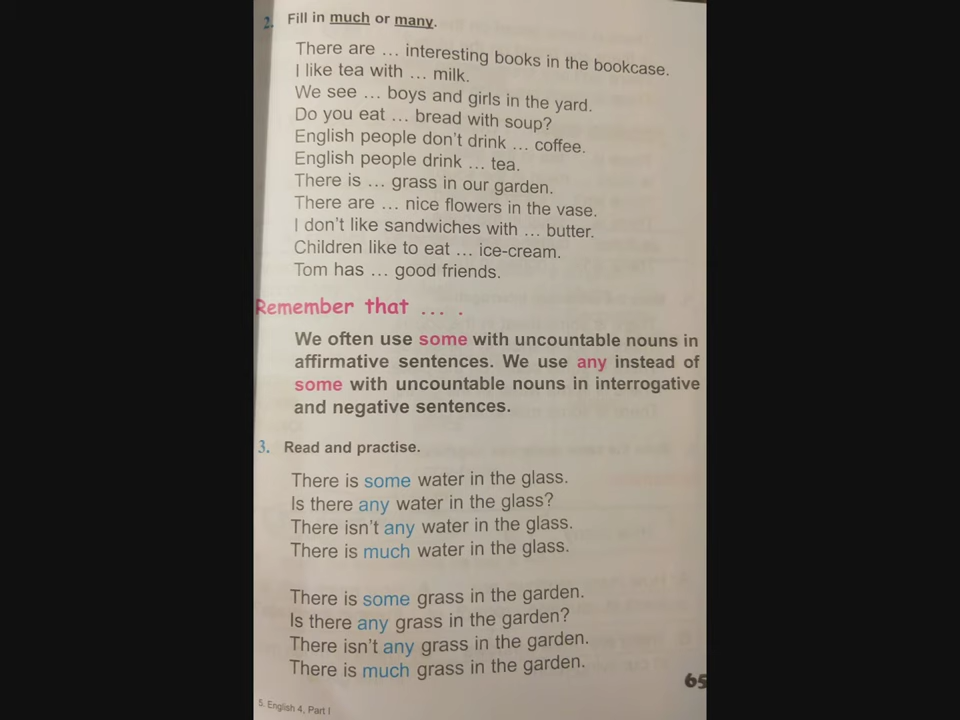 2. Fill in much or many.
There are ... interesting books in the bookcase.
I like tea with ... milk.
We see ... boys and girls in the yard.
Do you eat ... bread with soup?
English people don't drink ... coffee.
English people drink ... tea.
There is ... grass in our garden.
There are ... nice flowers in the vase.
I don't like sandwiches with ... butter.
Children like to eat ... ice-cream.
Tom has ... good friends.
Remember that ... .
We often use some with uncountable nouns in
affirmative sentences. We use any instead of
some with uncountable nouns in interrogative
and negative sentences.
3. Read and practise.
There is some water in the glass.
Is there any water in the glass?
There isn't any water in the glass.
There is much water in the glass.
There is some grass in the garden.
Is there any grass in the garden?
There isn't any grass in the garden.
There is much grass in the garden.
65
5. English 4, Part I